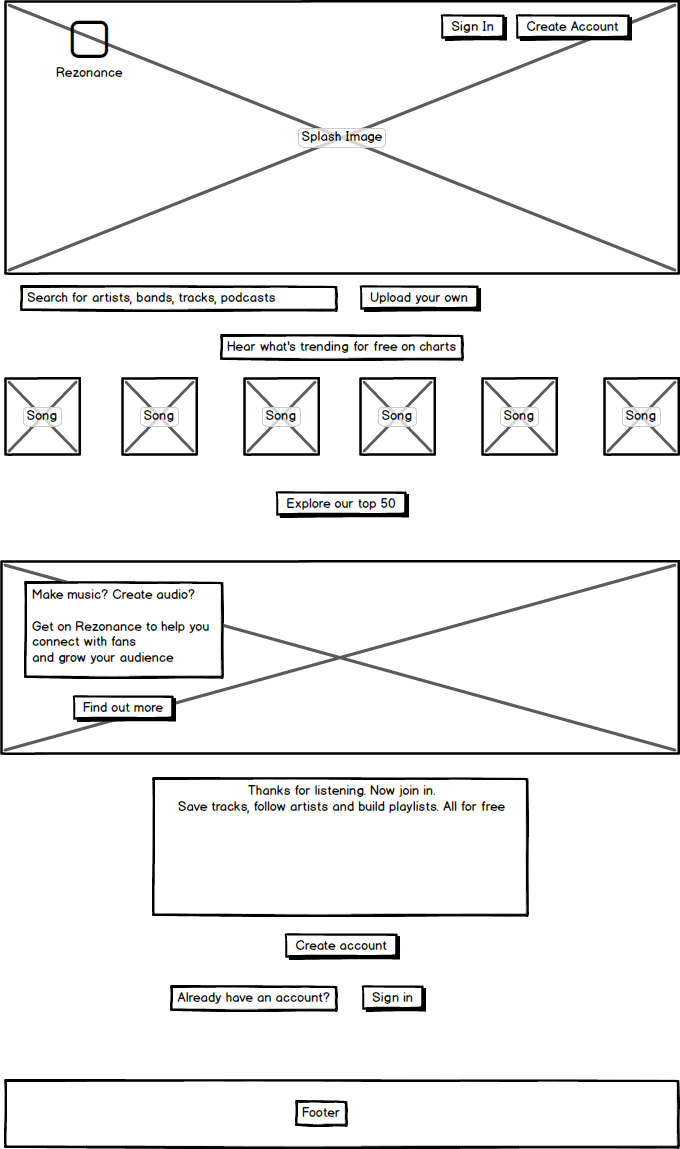 Sign In
Create Account
Rezonance
Splash Image
Search for artists, bands, tracks, podcasts
Upload your own
Hear what's trending for free on charts
Song
Song
Song
Song
Song
Song
Explore our top 50
Make music? Create audio?
Get on Rezonance to help you
connect with fans
and grow your audience
Find out more
Thanks for listening. Now join in.
Save tracks, follow artists and build playlists. All for free
Create account
Already have an account?
Sign in
Footer